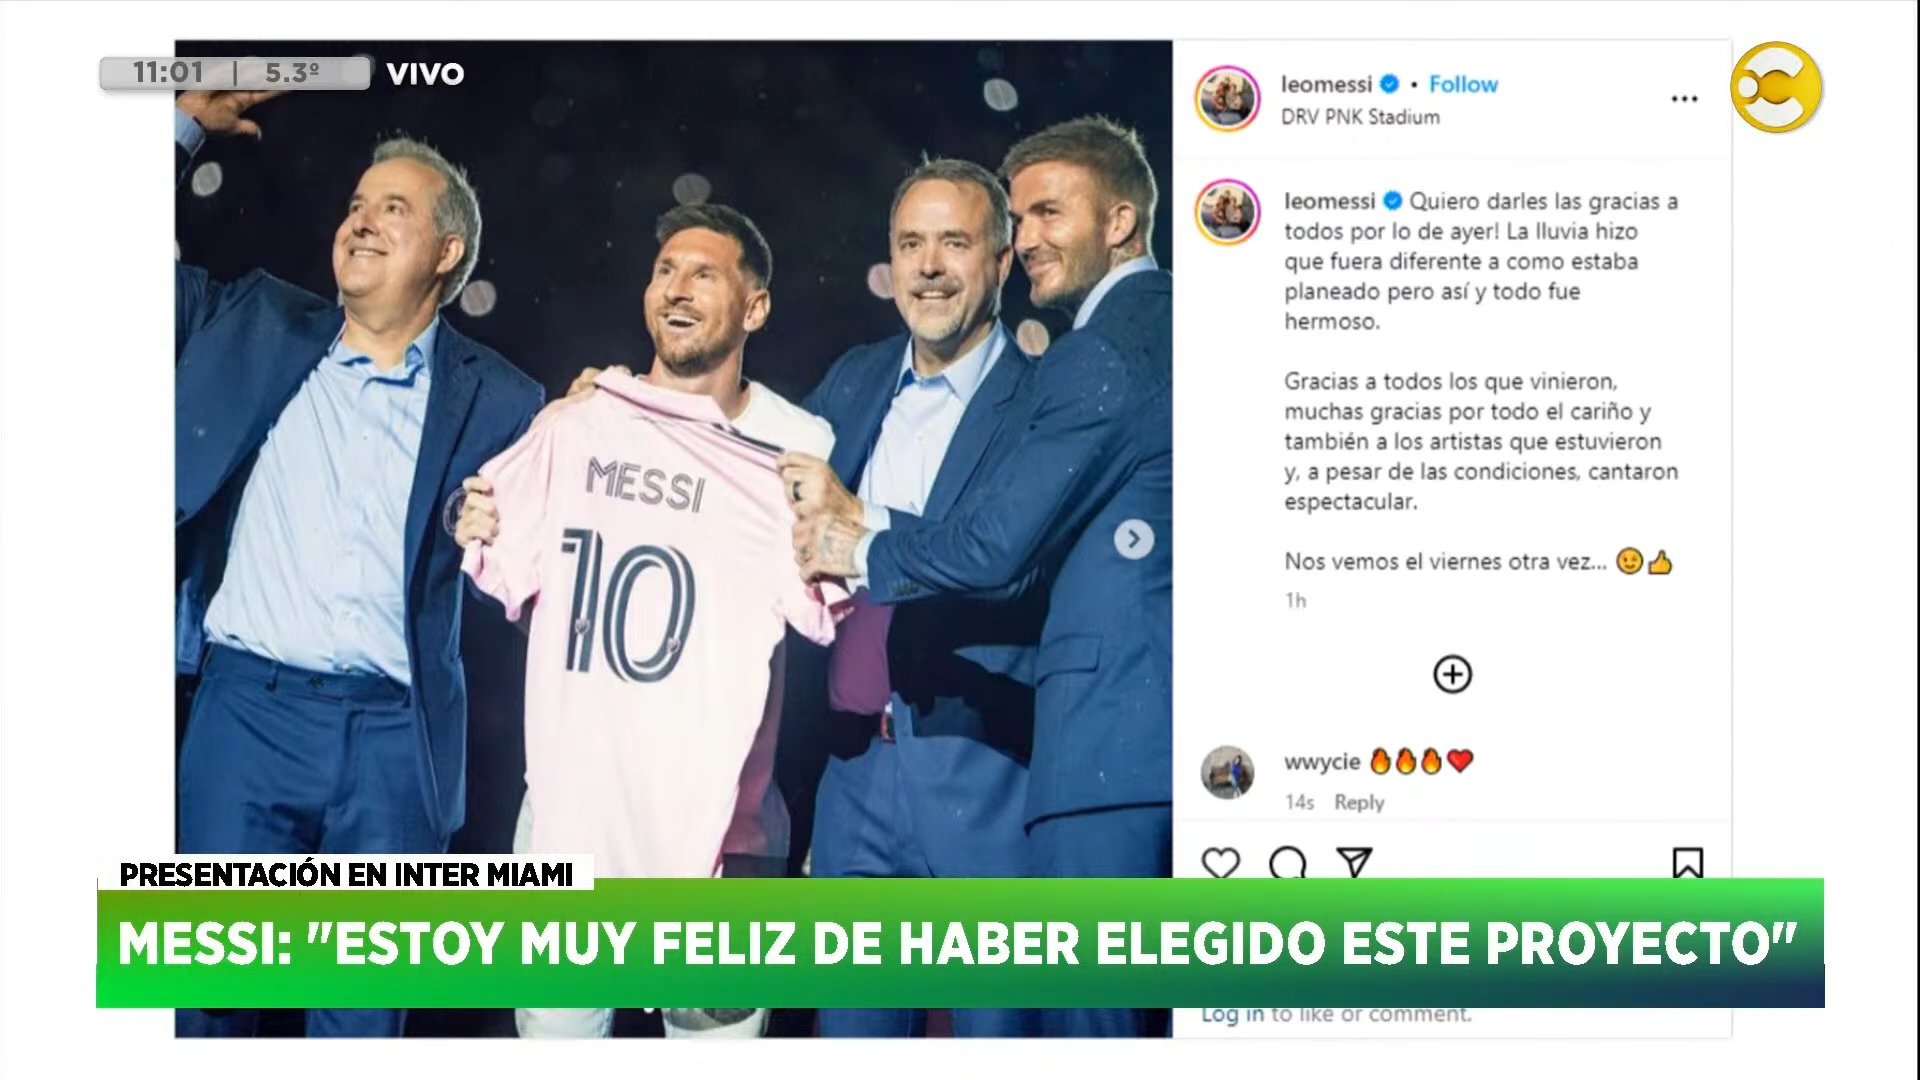 11:01 | 5.3º VIVO
leomessi • Follow
DRV PNK Stadium
leomessi Quiero darles las gracias a
todos por lo de ayer! La lluvia hizo
que fuera diferente a como estaba
planeado pero así y todo fue
hermoso.
Gracias a todos los que vinieron,
muchas gracias por todo el cariño y
también a los artistas que estuvieron
y, a pesar de las condiciones, cantaron
espectacular.
Nos vemos el viernes otra vez... 😉👍
1h
wwycie 🔥🔥🔥❤️
14s Reply
MESSI
10
PRESENTACIÓN EN INTER MIAMI
MESSI: "ESTOY MUY FELIZ DE HABER ELEGIDO ESTE PROYECTO"
Log in to like or comment.